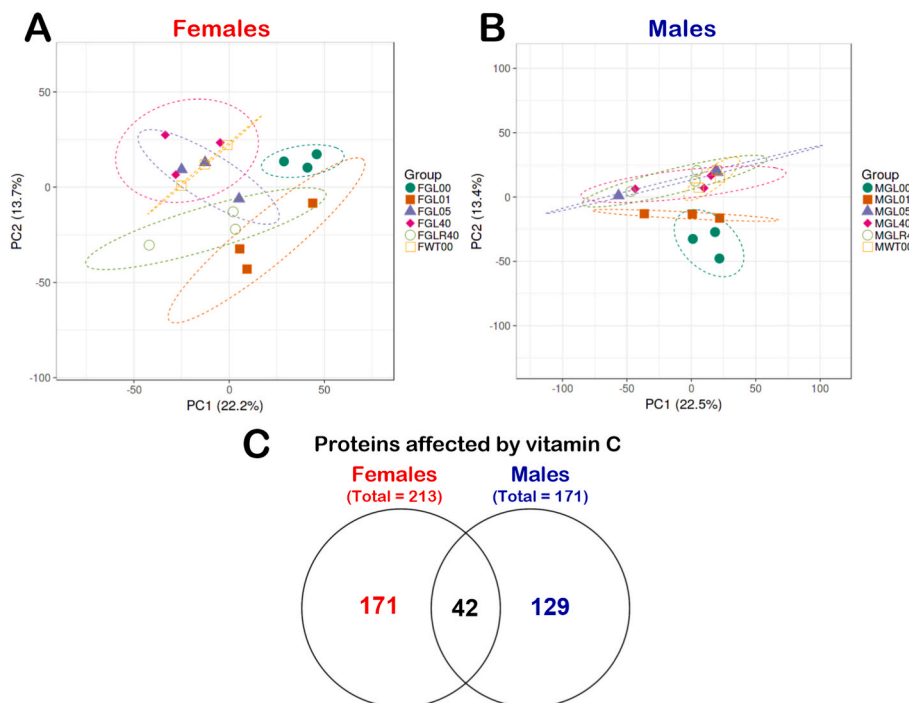 A
Females
PC2 (13.7%)
50
0
-50
-100
-50
0
50
PC1 (22.2%)
Group
FGL00
FGL01
FGL05
FGL40
FGLR40
FWT00
B
Males
PC2 (13.4%)
100
50
0
-50
-100
-100
-50
0
50
100
PC1 (22.5%)
Group
MGL00
MGL01
MGL05
MGL40
MGLR4
MWT00
C Proteins affected by vitamin C
Females
(Total = 213)
Males
(Total = 171)
171
42
129